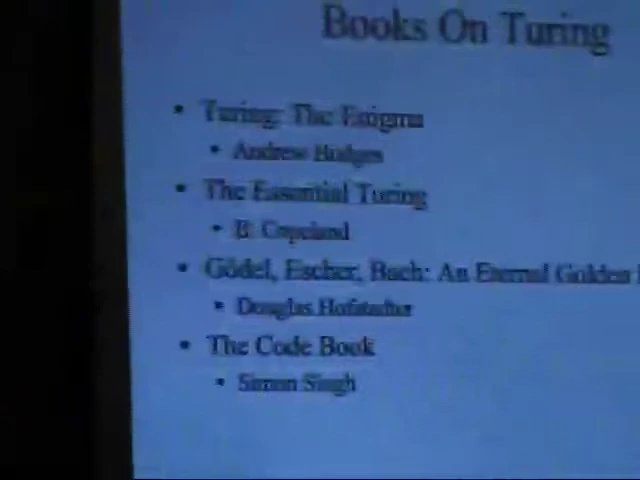 Books On Turing
• Turing: The Enigma
• Andrew Hodges
• The Essential Turing
• B. Copeland
• Gödel, Escher, Bach: An Eternal Golden
• Douglas Hofstadter
• The Code Book
• Simon Singh